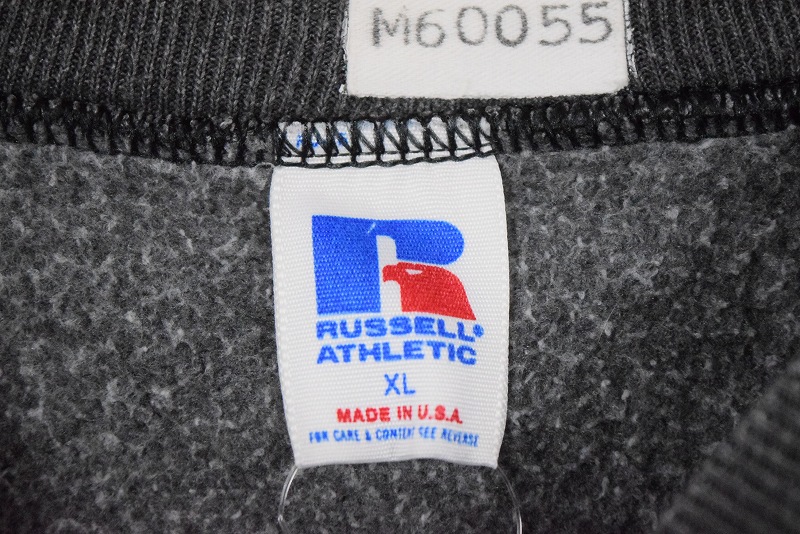 M60055
RUSSELL®
ATHLETIC
XL
MADE IN U.S.A.
FOR CARE & CONTENT SEE REVERSE